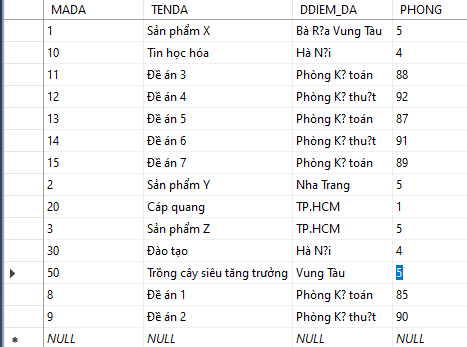 MADA TENDA DDIEM_DA PHONG
1 Sản phẩm X Bà R?a Vung Tàu 5
10 Tin học hóa Hà N?i 4
11 Đề án 3 Phòng K? toán 88
12 Đề án 4 Phòng K? thu?t 92
13 Đề án 5 Phòng K? toán 87
14 Đề án 6 Phòng K? thu?t 91
15 Đề án 7 Phòng K? toán 89
2 Sản phẩm Y Nha Trang 5
20 Cáp quang TP.HCM 1
3 Sản phẩm Z TP.HCM 5
30 Đào tạo Hà N?i 4
50 Trồng cây siêu tăng trưởng Vung Tàu 5
8 Đề án 1 Phòng K? toán 85
9 Đề án 2 Phòng K? thu?t 90
NULL NULL NULL NULL